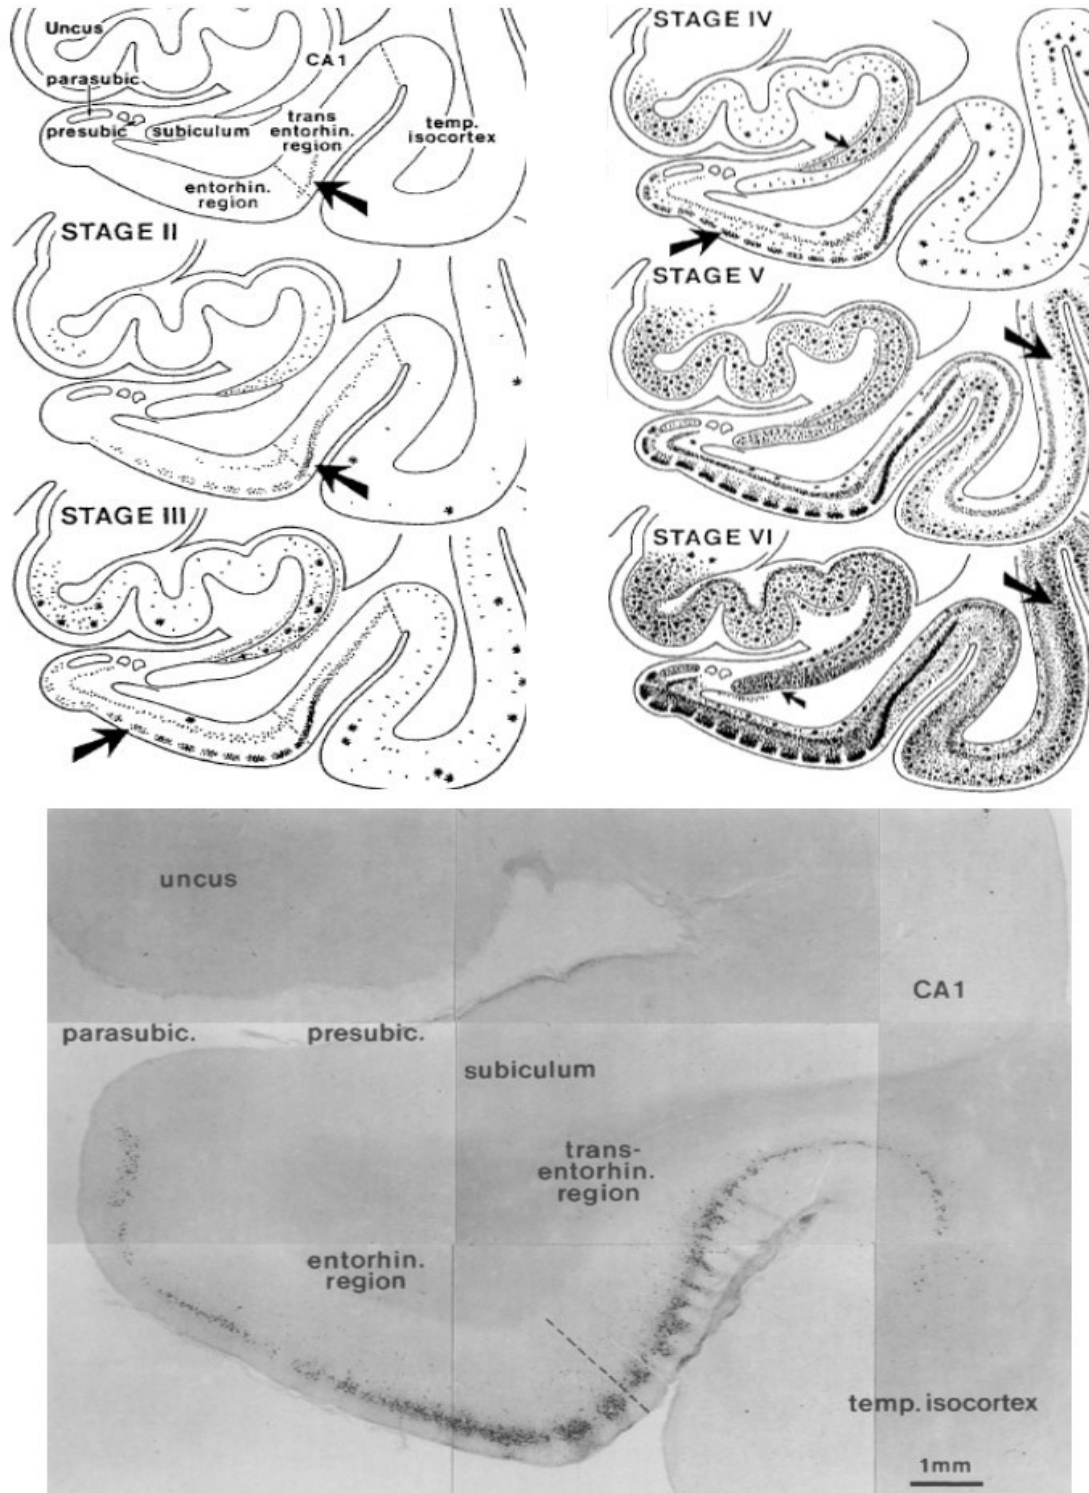 Uncus
CA1
parasubic
presubic
subiculum
trans
entorhin.
region
temp.
isocortex
entorhin.
region
STAGE II
STAGE III
STAGE IV
STAGE V
STAGE VI
uncus
CA1
parasubic.
presubic.
subiculum
trans-
entorhin.
region
entorhin.
region
temp. isocortex
1mm